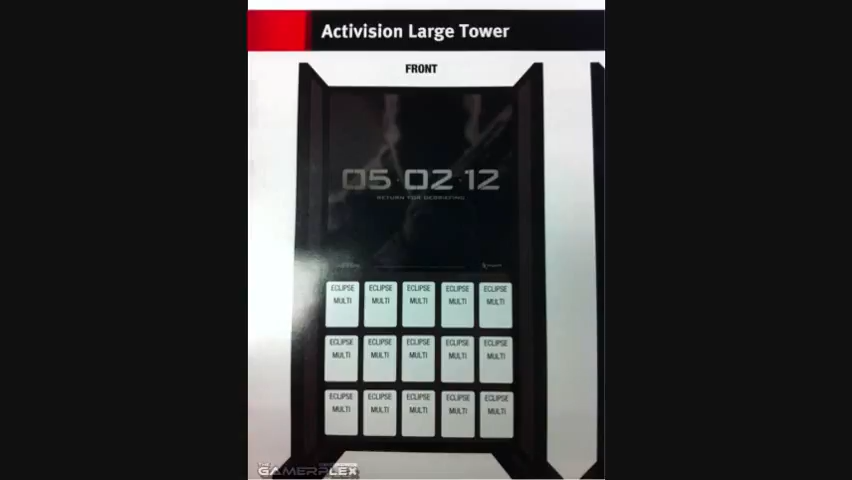 Activision Large Tower
FRONT
05·02·12
RETURN FOR DEBRIEFING
ECLIPSE ECLIPSE ECLIPSE ECLIPSE ECLIPSE
MULTI MULTI MULTI MULTI MULTI
ECLIPSE ECLIPSE ECLIPSE ECLIPSE ECLIPSE
MULTI MULTI MULTI MULTI MULTI
ECLIPSE ECLIPSE ECLIPSE ECLIPSE ECLIPSE
MULTI MULTI MULTI MULTI MULTI
GAMERPLEX